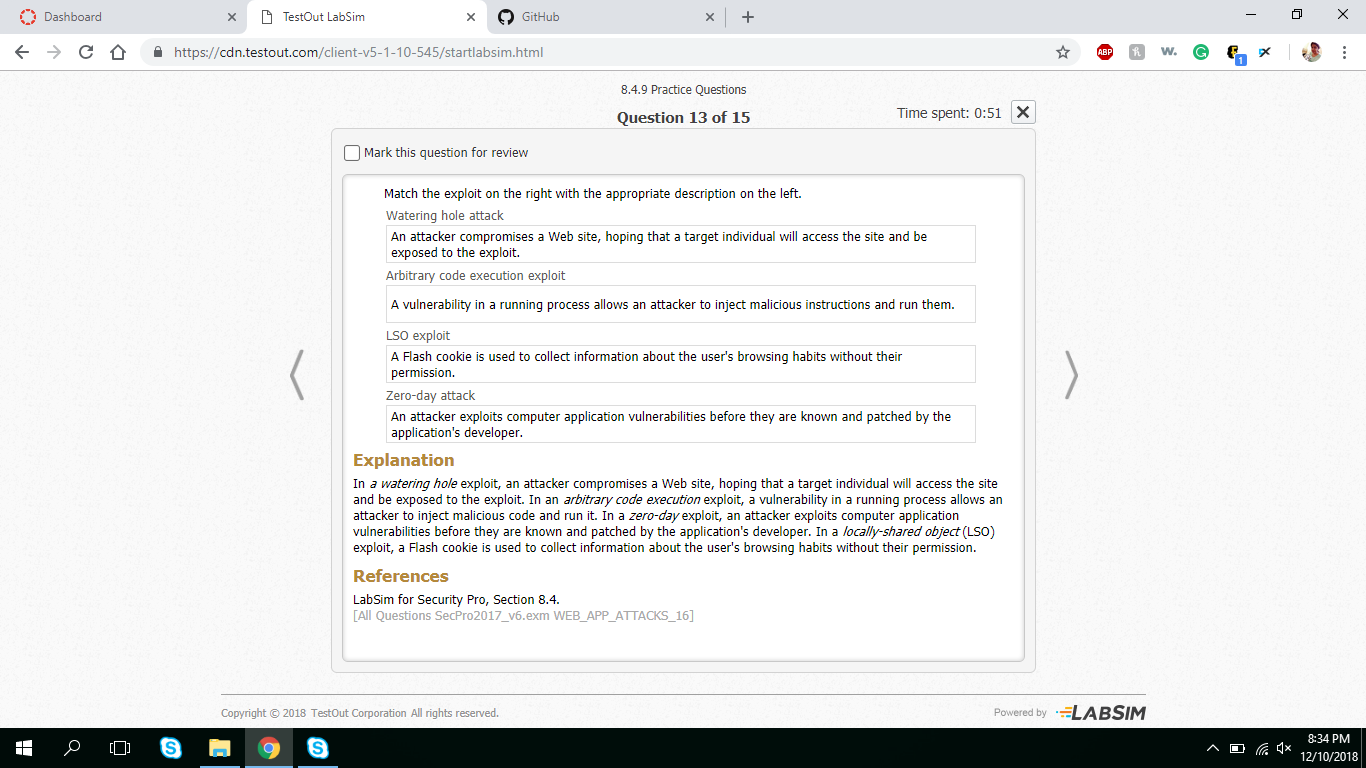 Dashboard
TestOut LabSim
GitHub
https://cdn.testout.com/client-v5-1-10-545/startlabsim.html
ABP
w.
1
8.4.9 Practice Questions
Question 13 of 15
Time spent: 0:51
Mark this question for review
Match the exploit on the right with the appropriate description on the left.
Watering hole attack
An attacker compromises a Web site, hoping that a target individual will access the site and be
exposed to the exploit.
Arbitrary code execution exploit
A vulnerability in a running process allows an attacker to inject malicious instructions and run them.
LSO exploit
A Flash cookie is used to collect information about the user's browsing habits without their
permission.
Zero-day attack
An attacker exploits computer application vulnerabilities before they are known and patched by the
application's developer.
Explanation
In a watering hole exploit, an attacker compromises a Web site, hoping that a target individual will access the site
and be exposed to the exploit. In an arbitrary code execution exploit, a vulnerability in a running process allows an
attacker to inject malicious code and run it. In a zero-day exploit, an attacker exploits computer application
vulnerabilities before they are known and patched by the application's developer. In a locally-shared object (LSO)
exploit, a Flash cookie is used to collect information about the user's browsing habits without their permission.
References
LabSim for Security Pro, Section 8.4.
[All Questions SecPro2017_v6.exm WEB_APP_ATTACKS_16]
Copyright © 2018 TestOut Corporation All rights reserved.
Powered by LABSIM
8:34 PM
12/10/2018